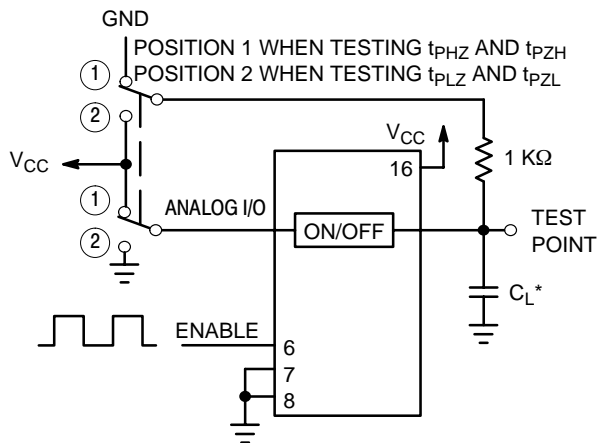 GND
POSITION 1 WHEN TESTING tPHZ AND tPZH
POSITION 2 WHEN TESTING tPLZ AND tPZL
1
2
VCC
VCC
16
1 KΩ
1
ANALOG I/O
ON/OFF
TEST
POINT
2
CL*
ENABLE
6
7
8